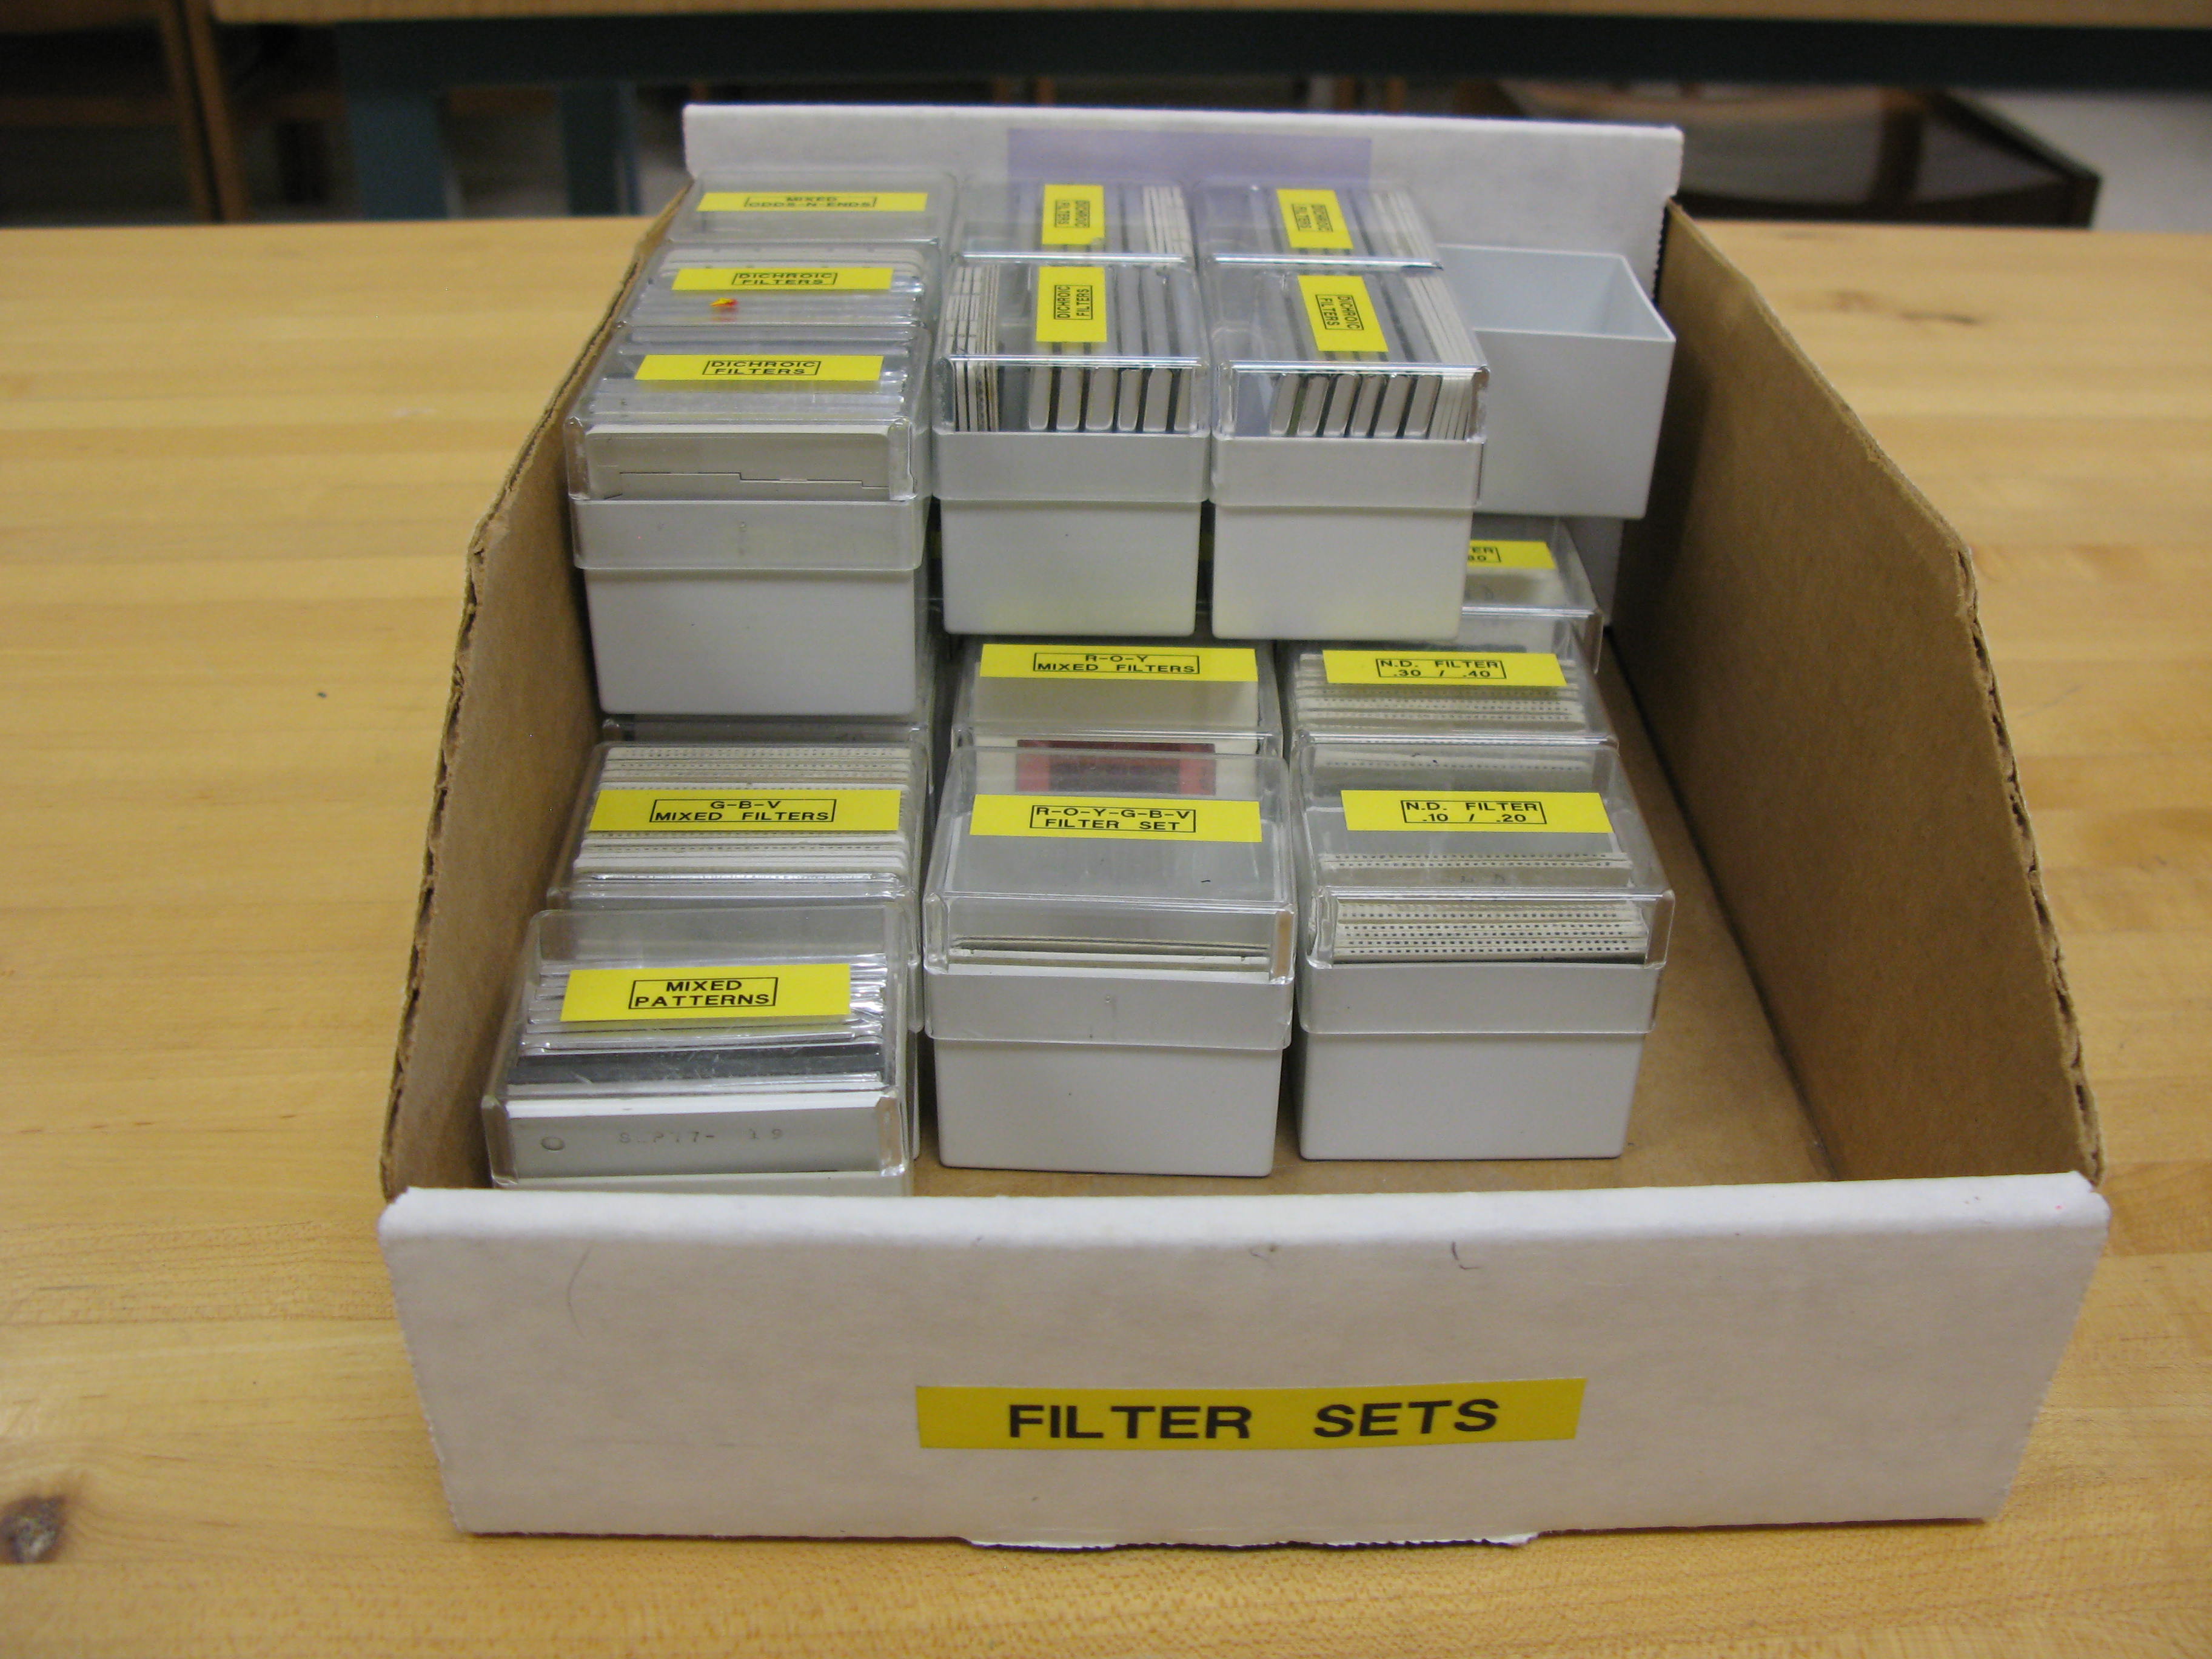 MIXED
ODDS-N-ENDS
DICHROIC
FILTERS
DICHROIC
FILTERS
DICHROIC
FILTERS
DICHROIC
FILTERS
DICHROIC
FILTERS
DICHROIC
FILTERS
R-O-Y
MIXED FILTERS
N.D. FILTER
.30 / .40
G-B-V
MIXED FILTERS
R-O-Y-G-B-V
FILTER SET
N.D. FILTER
.10 / .20
MIXED
PATTERNS
FILTER SETS